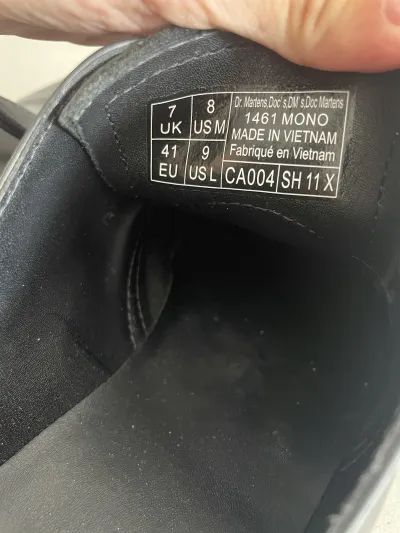 7 UK
8 US M
41 EU
9 US L
Dr. Martens,Doc`s,DM`s,Doc Martens
1461 MONO
MADE IN VIETNAM
Fabriqué en Vietnam
CA004 SH 11 X